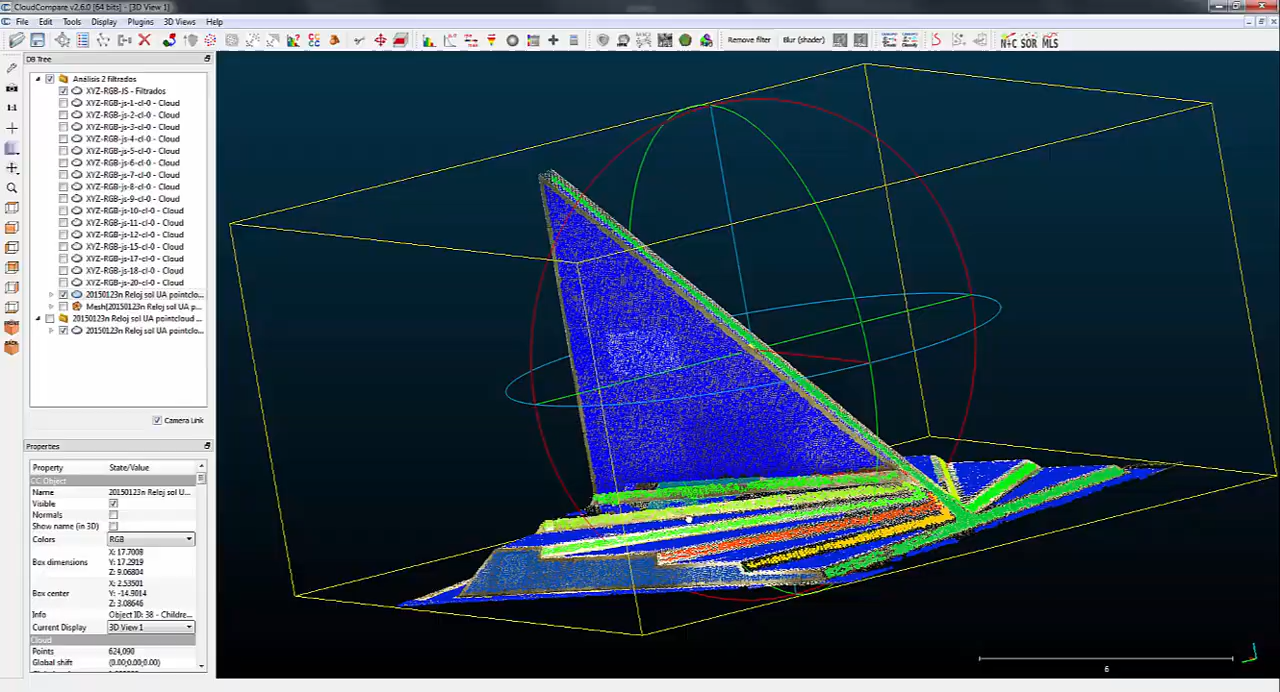 CloudCompare v2.6.0 [64 bits] - [3D View 1]
File Edit Tools Display Plugins 3D Views Help
Remove filter Blur (shader) N+C SOR MLS
DB Tree
Análisis 2 filtrados
XYZ-RGB-JS - Filtrados
XYZ-RGB-js-1-cl-0 - Cloud
XYZ-RGB-js-2-cl-0 - Cloud
XYZ-RGB-js-3-cl-0 - Cloud
XYZ-RGB-js-4-cl-0 - Cloud
XYZ-RGB-js-5-cl-0 - Cloud
XYZ-RGB-js-6-cl-0 - Cloud
XYZ-RGB-js-7-cl-0 - Cloud
XYZ-RGB-js-8-cl-0 - Cloud
XYZ-RGB-js-9-cl-0 - Cloud
XYZ-RGB-js-10-cl-0 - Cloud
XYZ-RGB-js-11-cl-0 - Cloud
XYZ-RGB-js-12-cl-0 - Cloud
XYZ-RGB-js-15-cl-0 - Cloud
XYZ-RGB-js-17-cl-0 - Cloud
XYZ-RGB-js-18-cl-0 - Cloud
XYZ-RGB-js-20-cl-0 - Cloud
20150123n Reloj sol UA pointclo...
Mesh[20150123n Reloj sol UA p...
20150123n Reloj sol UA pointcloud ...
20150123n Reloj sol UA pointclo...
Camera Link
Properties
Property State/Value
CC Object
Name 20150123n Reloj sol U...
Visible
Normals
Show name (in 3D)
Colors RGB
Box dimensions X: 17.7008
Y: 17.2919
Z: 9.06804
Box center X: 2.53501
Y: -14.9014
Z: 3.08646
Info Object ID: 38 - Childre...
Current Display 3D View 1
Cloud
Points 624,090
Global shift (0.00;0.00;0.00)
1:1
FRONT
BACK
6